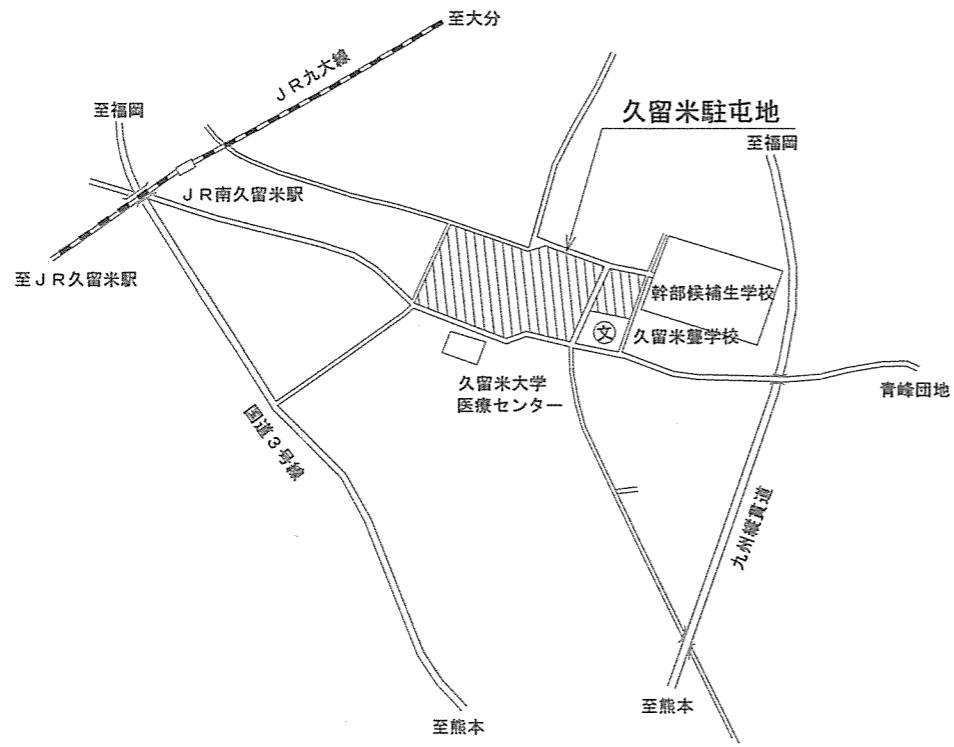 至大分
JR九大線
至福岡
久留米駐屯地
至福岡
JR南久留米駅
至JR久留米駅
幹部候補生学校
文
久留米聾学校
久留米大学
医療センター
青峰団地
国道3号線
九州縦貫道
至熊本
至熊本